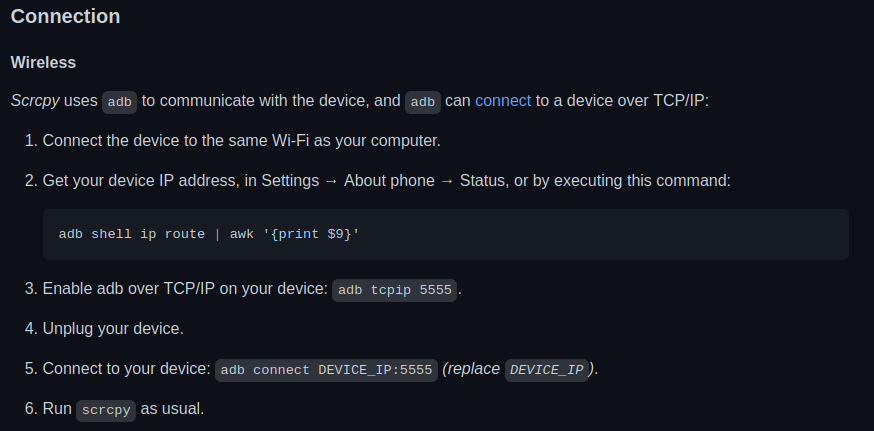 Connection
Wireless
Scrcpy uses adb to communicate with the device, and adb can connect to a device over TCP/IP:
1. Connect the device to the same Wi-Fi as your computer.
2. Get your device IP address, in Settings → About phone → Status, or by executing this command:
adb shell ip route | awk '{print $9}'
3. Enable adb over TCP/IP on your device: adb tcpip 5555.
4. Unplug your device.
5. Connect to your device: adb connect DEVICE_IP:5555 (replace DEVICE_IP).
6. Run scrcpy as usual.